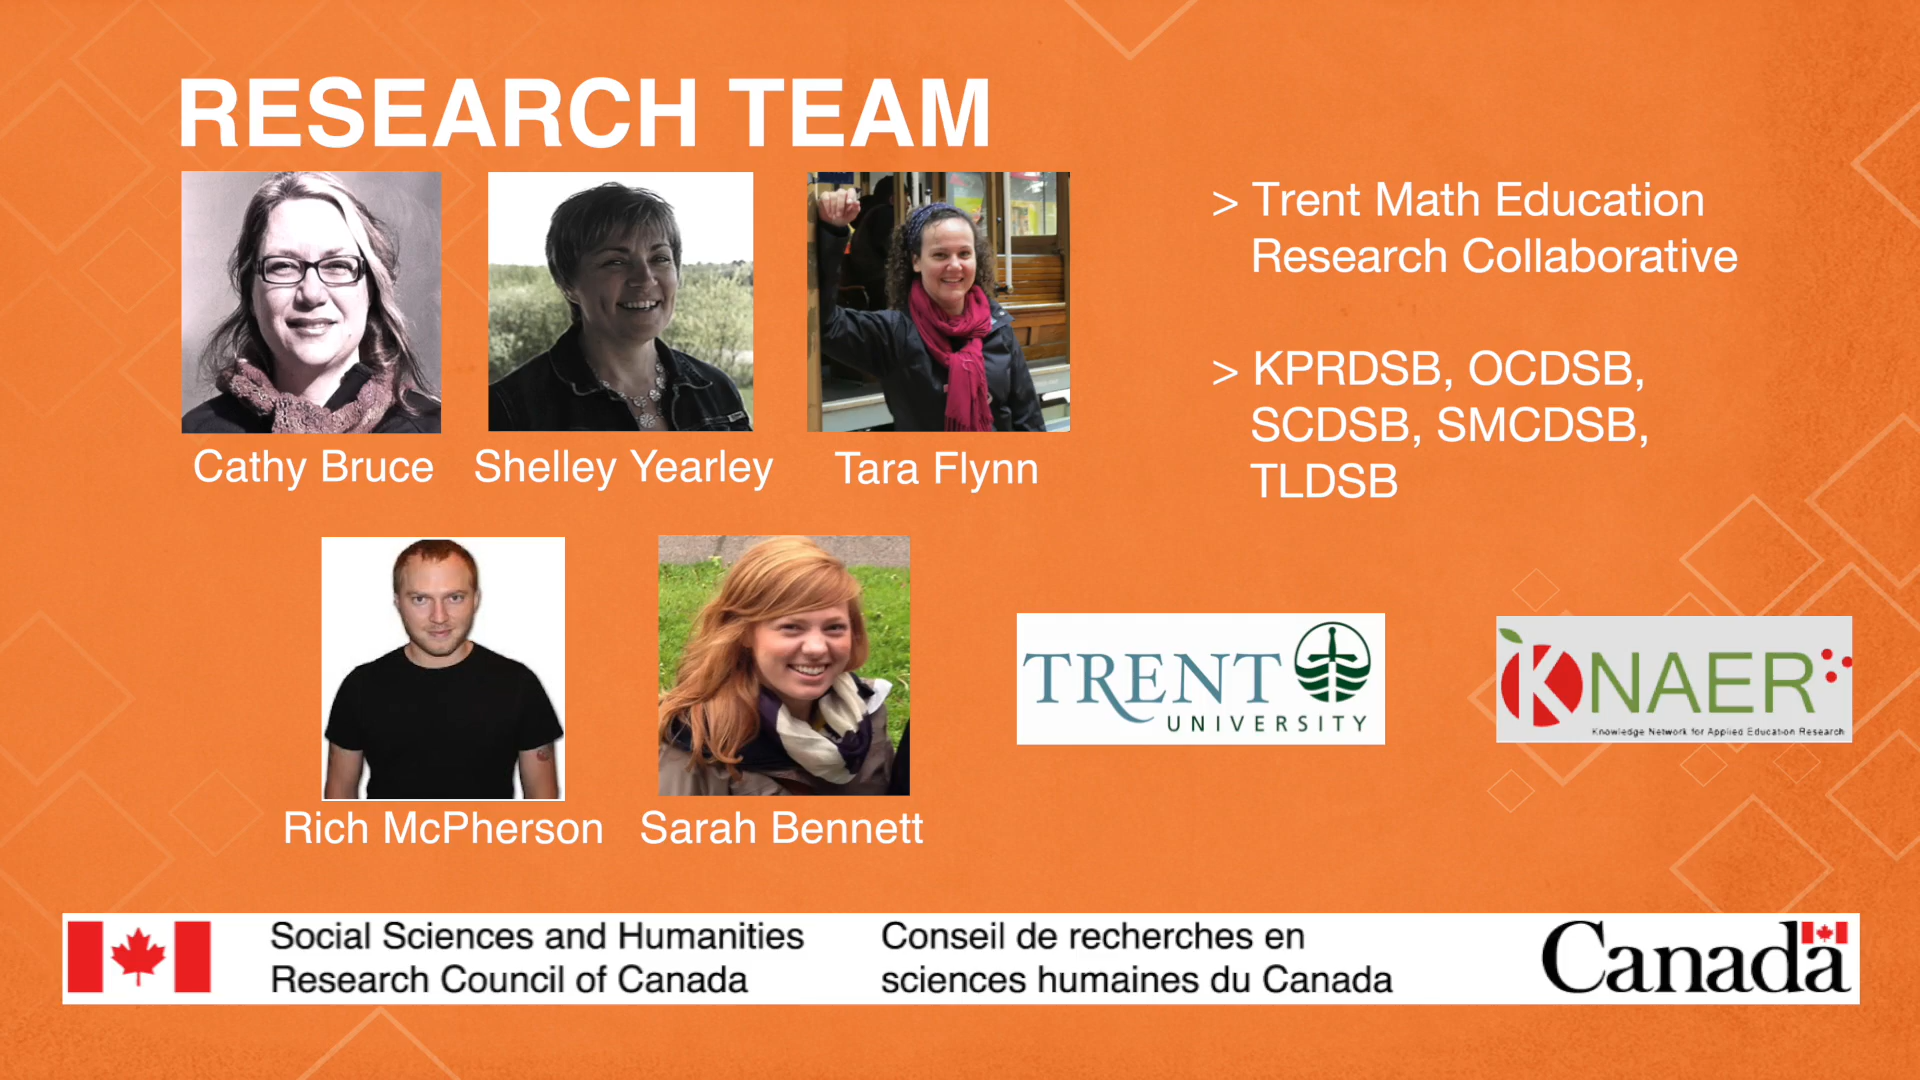 RESEARCH TEAM
> Trent Math Education
Research Collaborative
> KPRDSB, OCDSB,
SCDSB, SMCDSB,
TLDSB
Cathy Bruce
Shelley Yearley
Tara Flynn
Rich McPherson
Sarah Bennett
TRENT
UNIVERSITY
KNAER
Knowledge Network for Applied Education Research
Social Sciences and Humanities
Research Council of Canada
Conseil de recherches en
sciences humaines du Canada
Canada